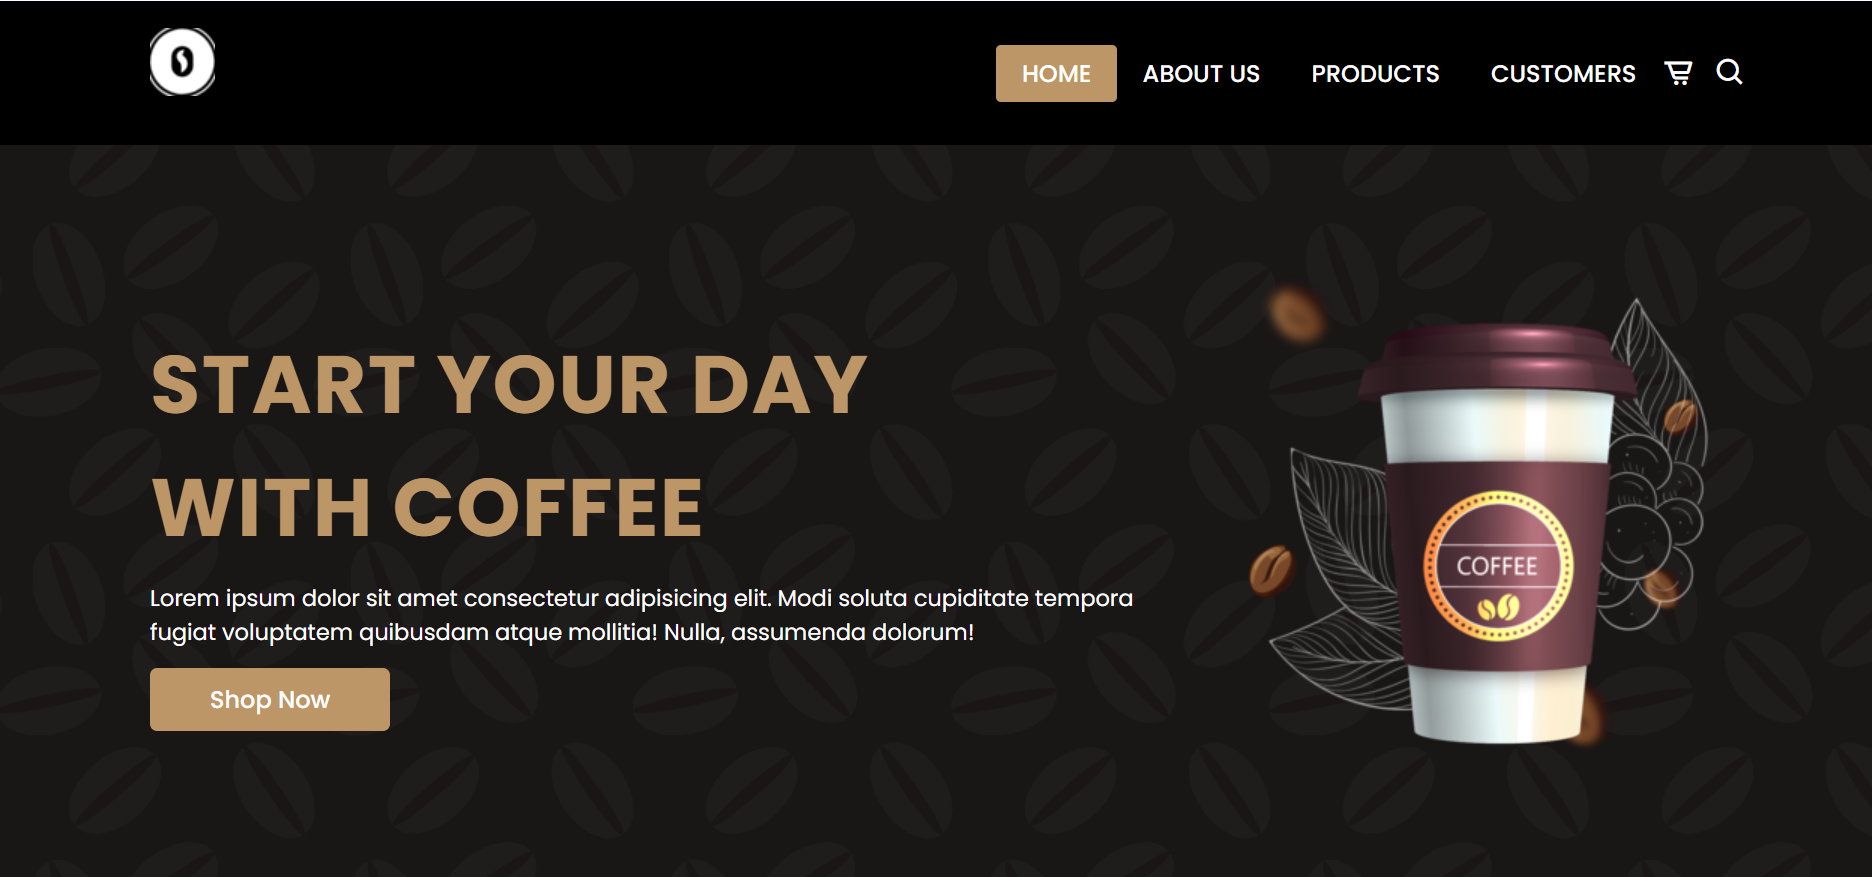 HOME ABOUT US PRODUCTS CUSTOMERS
START YOUR DAY
WITH COFFEE
Lorem ipsum dolor sit amet consectetur adipisicing elit. Modi soluta cupiditate tempora
fugiat voluptatem quibusdam atque mollitia! Nulla, assumenda dolorum!
Shop Now
COFFEE